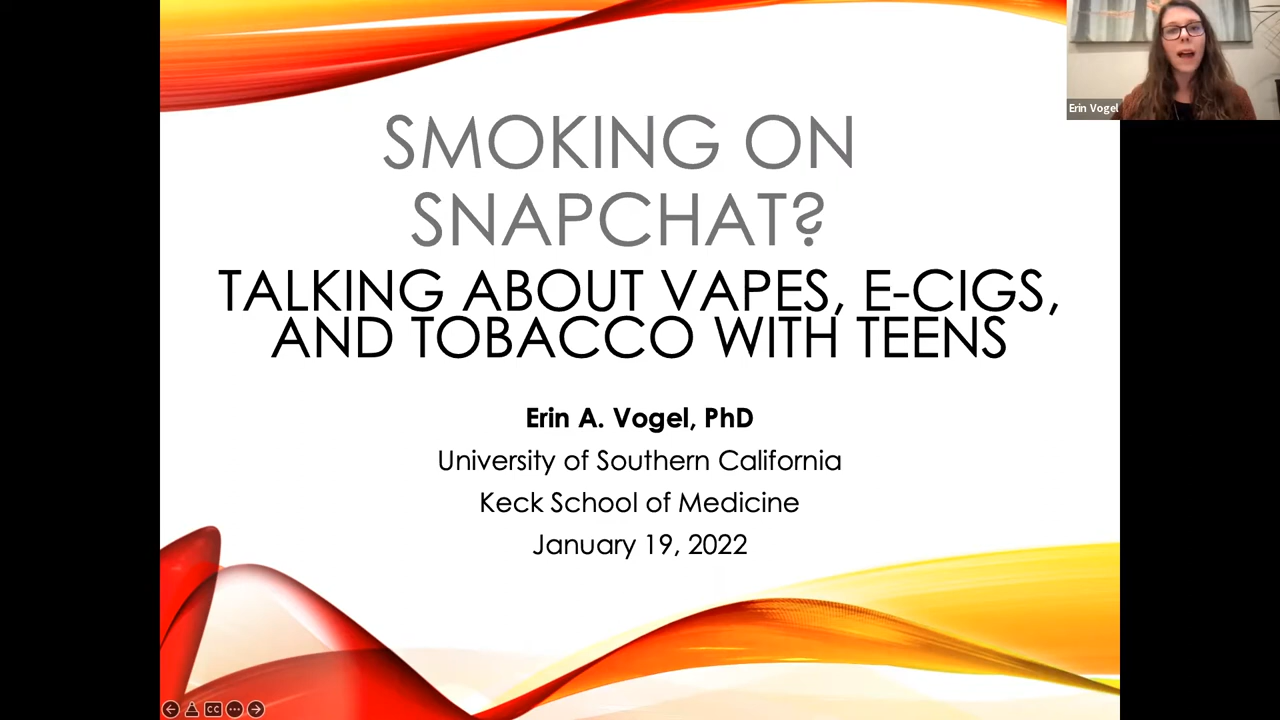 Erin Vogel
SMOKING ON
SNAPCHAT?
TALKING ABOUT VAPES, E-CIGS,
AND TOBACCO WITH TEENS
Erin A. Vogel, PhD
University of Southern California
Keck School of Medicine
January 19, 2022
CC